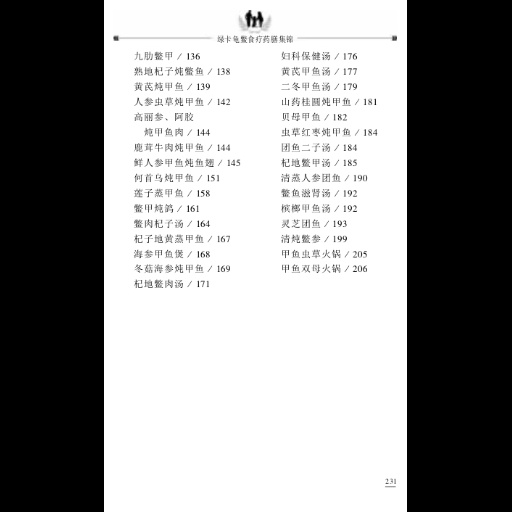 绿卡龟鳖食疗药膳集锦
九肋鳖甲 / 136
熟地杞子炖鳖鱼 / 138
黄芪炖甲鱼 / 139
人参虫草炖甲鱼 / 142
高丽参、阿胶
炖甲鱼肉 / 144
鹿茸牛肉炖甲鱼 / 144
鲜人参甲鱼炖鱼翅 / 145
何首乌炖甲鱼 / 151
莲子蒸甲鱼 / 158
鳖甲炖鸽 / 161
鳖肉杞子汤 / 164
杞子地黄蒸甲鱼 / 167
海参甲鱼煲 / 168
冬菇海参炖甲鱼 / 169
杞地鳖肉汤 / 171
妇科保健汤 / 176
黄芪甲鱼汤 / 177
二冬甲鱼汤 / 179
山药桂圆炖甲鱼 / 181
贝母甲鱼 / 182
虫草红枣炖甲鱼 / 184
团鱼二子汤 / 184
杞地鳖甲汤 / 185
清蒸人参团鱼 / 190
鳖鱼滋肾汤 / 192
槟榔甲鱼汤 / 192
灵芝团鱼 / 193
清炖鳖参 / 199
甲鱼虫草火锅 / 205
甲鱼双母火锅 / 206
231